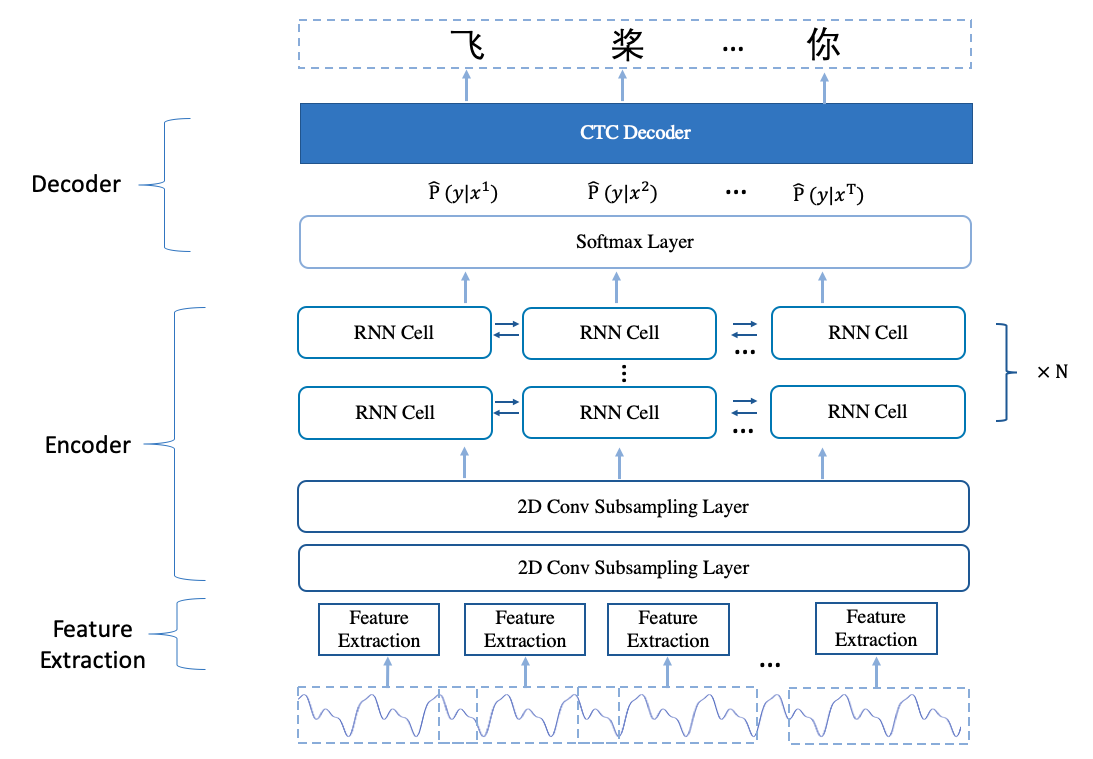 飞 桨 ... 你
CTC Decoder
Decoder
P̂ (y|x¹) P̂ (y|x²) ... P̂ (y|xᵀ)
Softmax Layer
RNN Cell RNN Cell ... RNN Cell
⋮
× N
RNN Cell RNN Cell ... RNN Cell
Encoder
2D Conv Subsampling Layer
2D Conv Subsampling Layer
Feature
Extraction
Feature
Extraction
Feature
Extraction
Feature
Extraction
...
Feature
Extraction